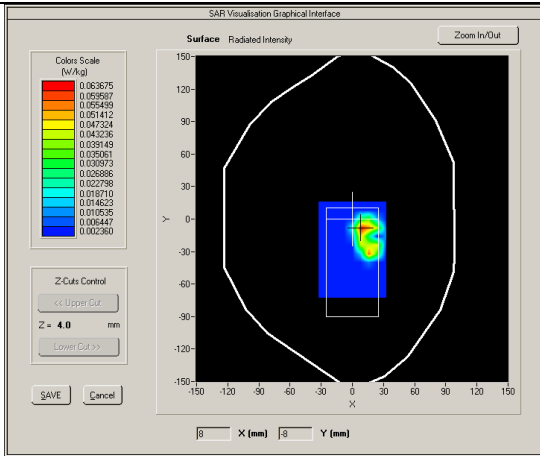 SAR Visualisation Graphical Interface
Surface Radiated Intensity
Zoom In/Out
Colors Scale
(W/kg)
0.063675
0.059587
0.055499
0.051412
0.047324
0.043236
0.039149
0.035061
0.030973
0.026886
0.022798
0.018710
0.014623
0.010535
0.006447
0.002360
Z-Cuts Control
<< Upper Cut
Z = 4.0 mm
Lower Cut >>
SAVE Cancel
150
120
90
60
30
0
-30
-60
-90
-120
-150
Y
-150 -120 -90 -60 -30 0 30 60 90 120 150
X
8 X (mm) -8 Y (mm)